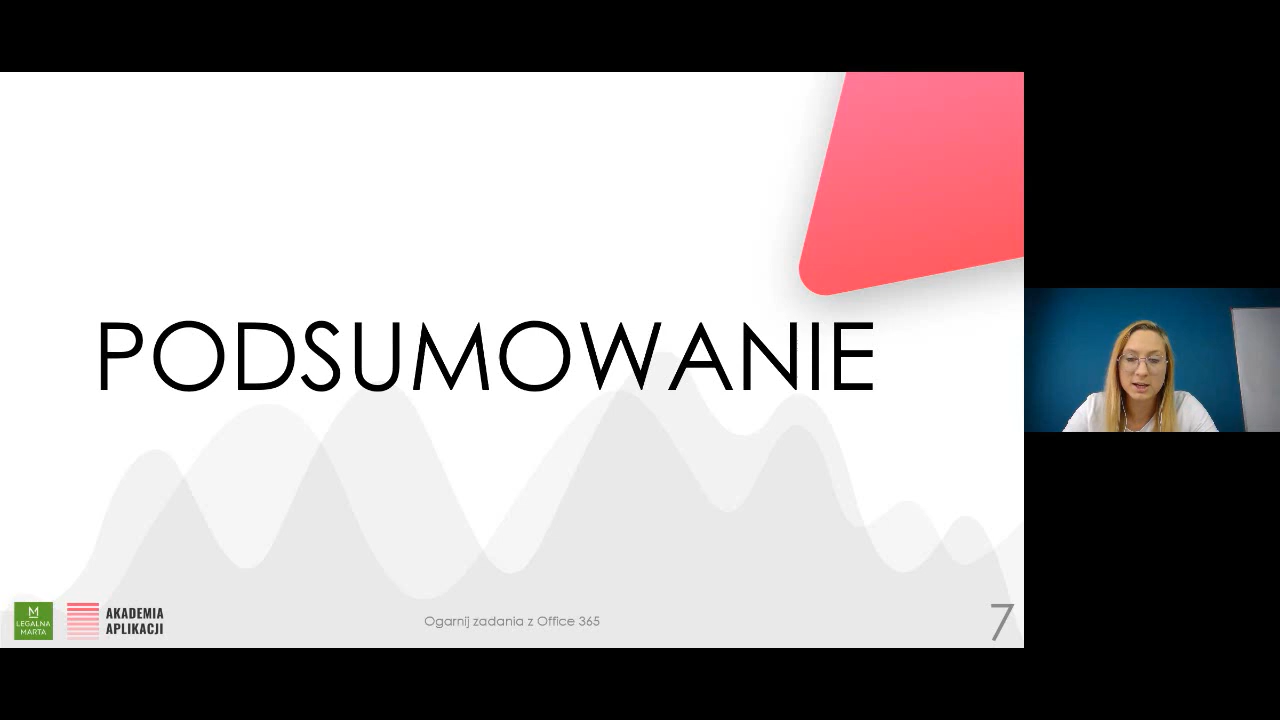 PODSUMOWANIE
M
LEGALNA
MARTA
AKADEMIA
APLIKACJI
Ogarnij zadania z Office 365
7